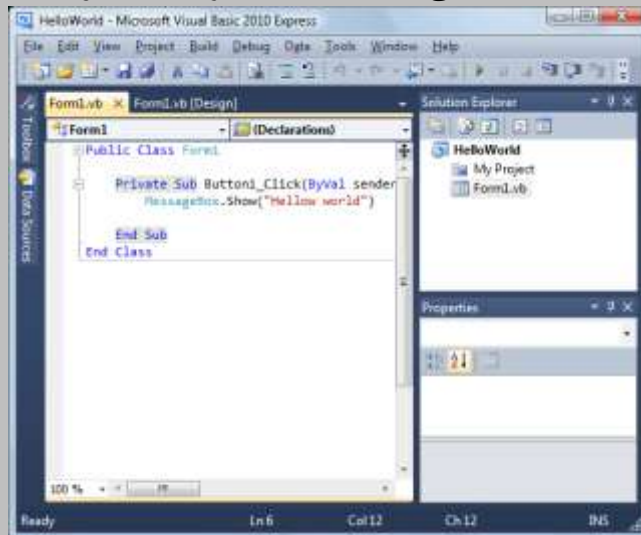 HelloWorld - Microsoft Visual Basic 2010 Express
File Edit View Project Build Debug Data Tools Window Help
Toolbox
Data Sources
Form1.vb Form1.vb [Design]
Form1 (Declarations)
Public Class Form1
Private Sub Button1_Click(ByVal sender
MessageBox.Show("Hellow world")
End Sub
End Class
100 %
Solution Explorer
HelloWorld
My Project
Form1.vb
Properties
Ready Ln 6 Col 12 Ch 12 INS